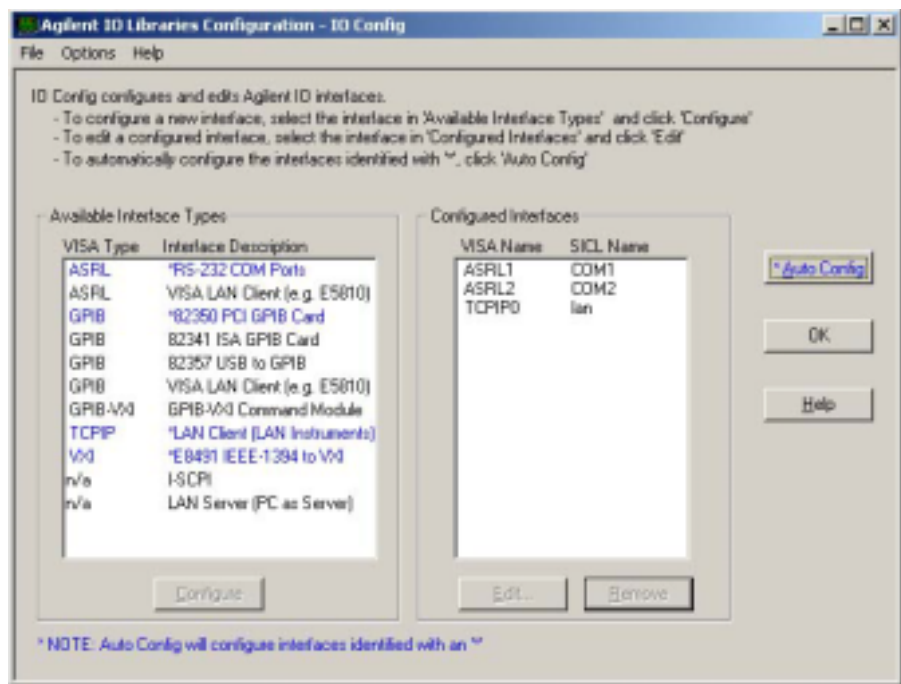 Agilent IO Libraries Configuration - IO Config
File Options Help
IO Config configures and edits Agilent IO interfaces.
- To configure a new interface, select the interface in 'Available Interface Types' and click 'Configure'
- To edit a configured interface, select the interface in 'Configured Interfaces' and click 'Edit'
- To automatically configure the interfaces identified with '*', click 'Auto Config'
Available Interface Types
VISA Type Interface Description
ASRL *RS-232 COM Ports
ASRL VISA LAN Client (e.g. E5810)
GPIB *82350 PCI GPIB Card
GPIB 82341 ISA GPIB Card
GPIB 82357 USB to GPIB
GPIB VISA LAN Client (e.g. E5810)
GPIB-VXI GPIB-VXI Command Module
TCPIP *LAN Client (LAN Instruments)
VXI *E8491 IEEE-1394 to VXI
n/a I-SCPI
n/a LAN Server (PC as Server)
Configure
Configured Interfaces
VISA Name SICL Name
ASRL1 COM1
ASRL2 COM2
TCPIP0 lan
Edit... Remove
* Auto Config
OK
Help
* NOTE: Auto Config will configure interfaces identified with an '*'